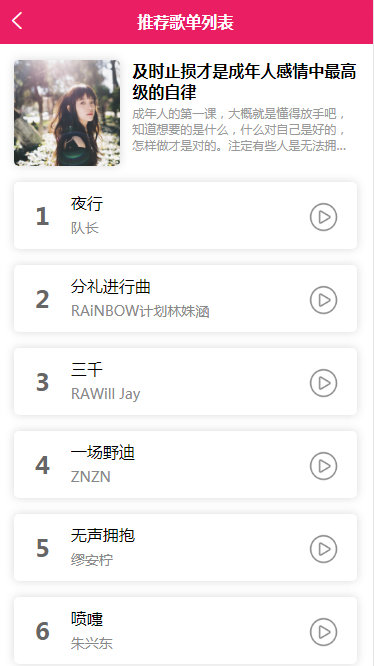 推荐歌单列表
及时止损才是成年人感情中最高
级的自律
成年人的第一课，大概就是懂得放手吧，
知道想要的是什么，什么对自己是好的，
怎样做才是对的。注定有些人是无法拥...
1
夜行
队长
2
分礼进行曲
RAiNBOW计划林姝涵
3
三千
RAWill Jay
4
一场野迪
ZNZN
5
无声拥抱
缪安柠
6
喷嚏
朱兴东